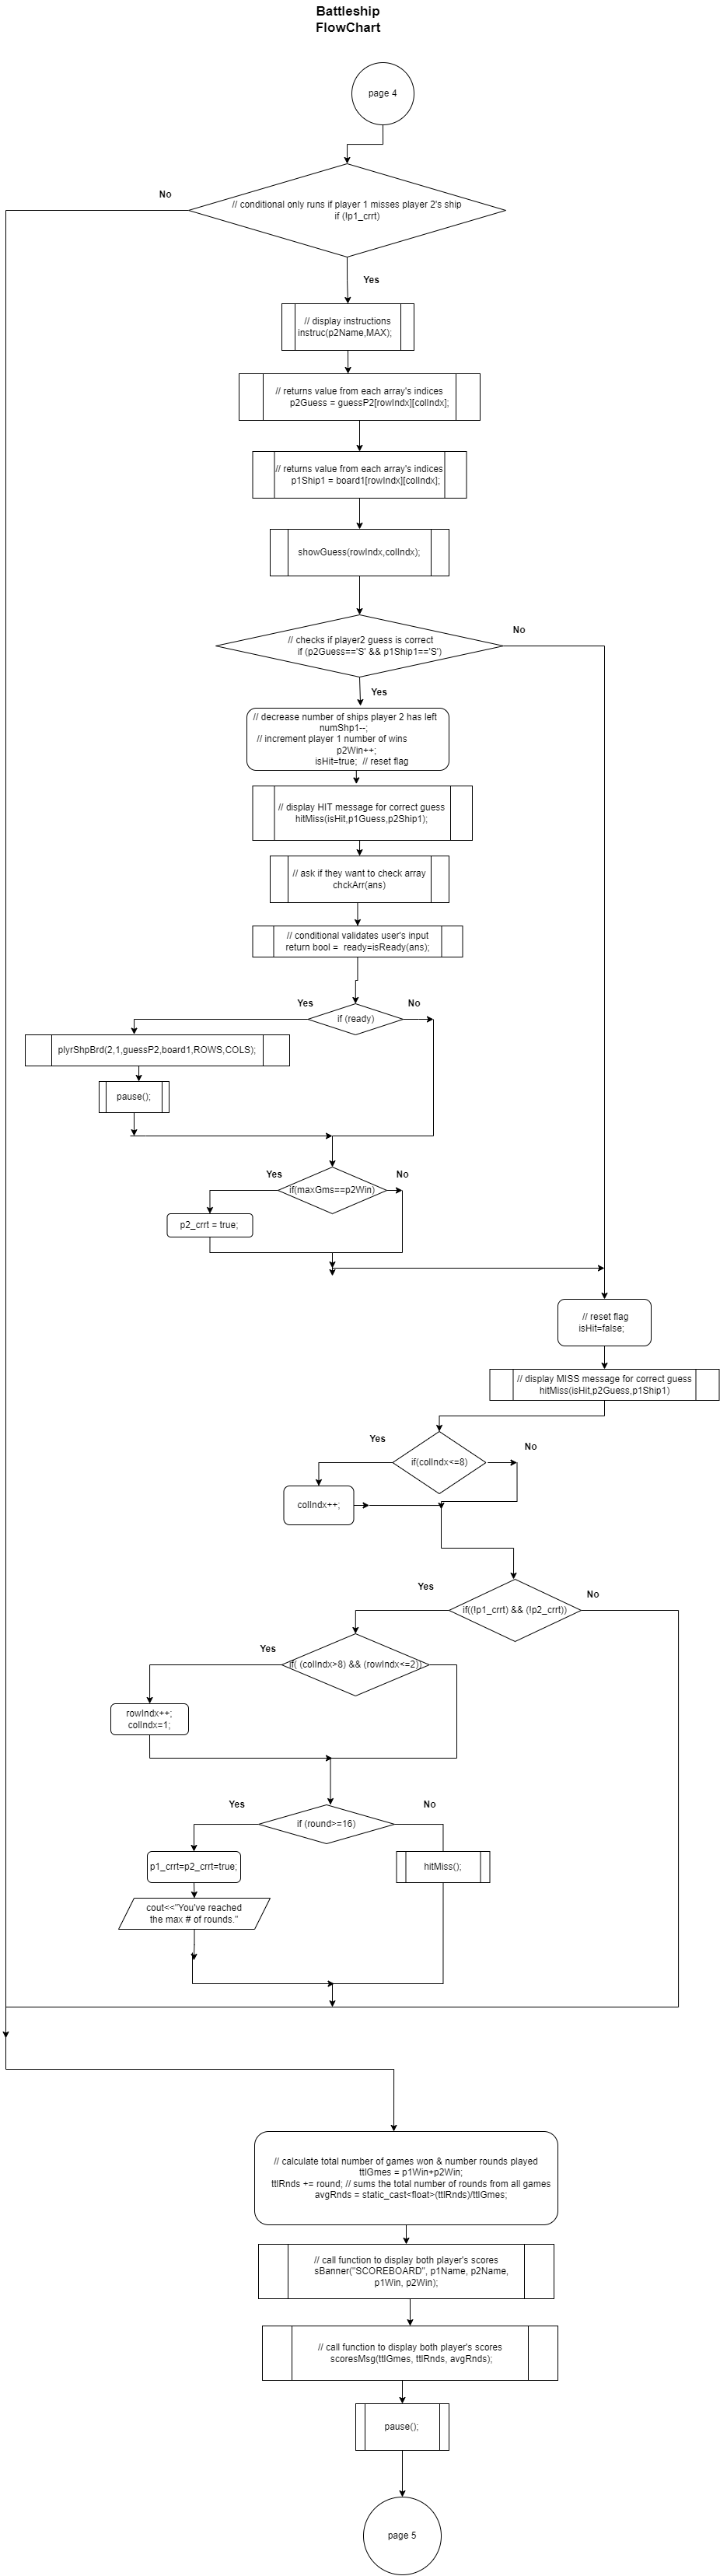 Battleship
FlowChart
page 4
No
// conditional only runs if player 1 misses player 2's ship
if (!p1_crrt)
Yes
// display instructions
instruc(p2Name,MAX);
// returns value from each array's indices
p2Guess = guessP2[rowIndx][colIndx];
// returns value from each array's indices
p1Ship1 = board1[rowIndx][colIndx];
showGuess(rowIndx,colIndx);
No
// checks if player2 guess is correct
if (p2Guess=='S' && p1Ship1=='S')
Yes
// decrease number of ships player 2 has left
numShp1--;
// increment player 1 number of wins
p2Win++;
isHit=true;  // reset flag
// display HIT message for correct guess
hitMiss(isHit,p1Guess,p2Ship1);
// ask if they want to check array
chckArr(ans)
// conditional validates user's input
return bool =  ready=isReady(ans);
Yes
No
if (ready)
plyrShpBrd(2,1,guessP2,board1,ROWS,COLS);
pause();
Yes
No
if(maxGms==p2Win)
p2_crrt = true;
// reset flag
isHit=false;
// display MISS message for correct guess
hitMiss(isHit,p2Guess,p1Ship1)
Yes
No
if(colIndx<=8)
colIndx++;
Yes
No
if((!p1_crrt) && (!p2_crrt))
Yes
if( (colIndx>8) && (rowIndx<=2))
rowIndx++;
colIndx=1;
Yes
No
if (round>=16)
p1_crrt=p2_crrt=true;
hitMiss();
cout<<"You've reached
the max # of rounds."
// calculate total number of games won & number rounds played
ttlGmes = p1Win+p2Win;
ttlRnds += round; // sums the total number of rounds from all games
avgRnds = static_cast<float>(ttlRnds)/ttlGmes;
// call function to display both player's scores
sBanner("SCOREBOARD", p1Name, p2Name,
p1Win, p2Win);
// call function to display both player's scores
scoresMsg(ttlGmes, ttlRnds, avgRnds);
pause();
page 5